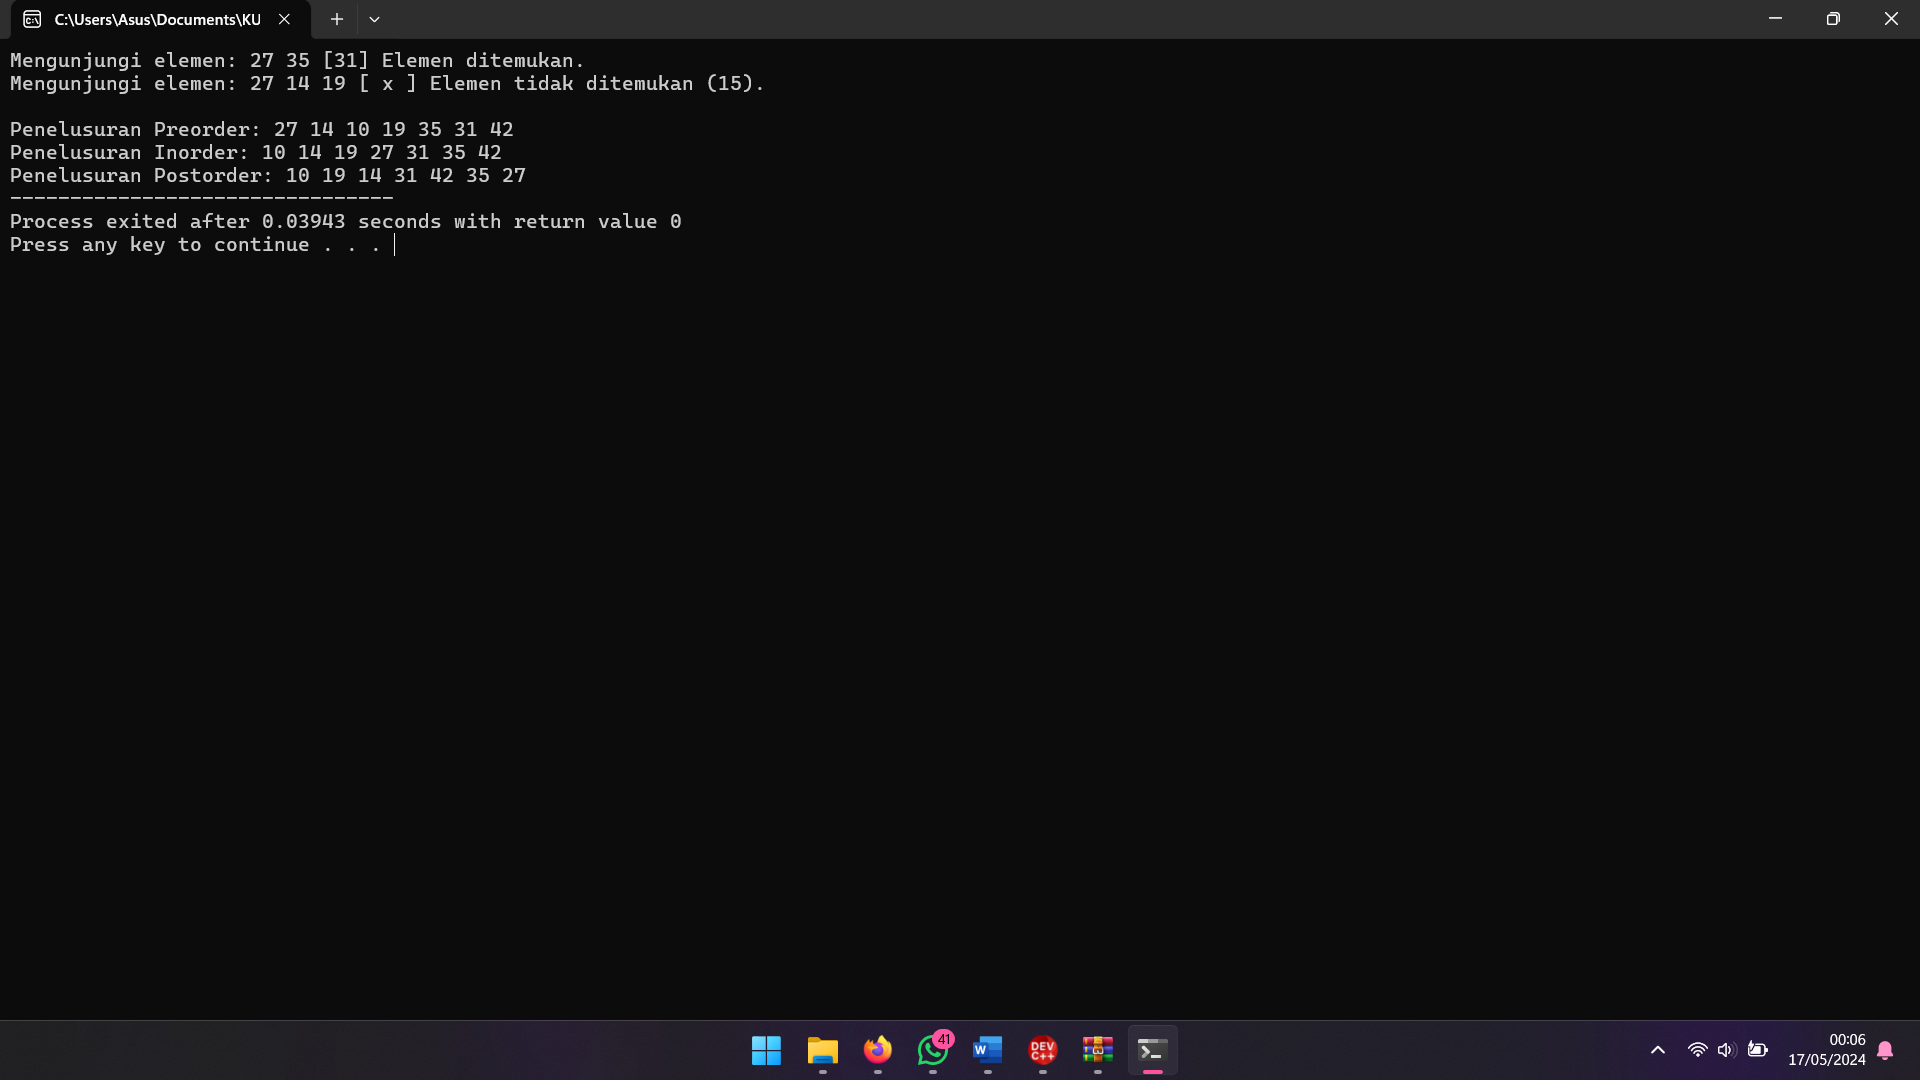 C:\Users\Asus\Documents\KU
Mengunjungi elemen: 27 35 [31] Elemen ditemukan.
Mengunjungi elemen: 27 14 19 [ x ] Elemen tidak ditemukan (15).
Penelusuran Preorder: 27 14 10 19 35 31 42
Penelusuran Inorder: 10 14 19 27 31 35 42
Penelusuran Postorder: 10 19 14 31 42 35 27
--------------------------------
Process exited after 0.03943 seconds with return value 0
Press any key to continue . . .
41
W
DEV
C++
00:06
17/05/2024